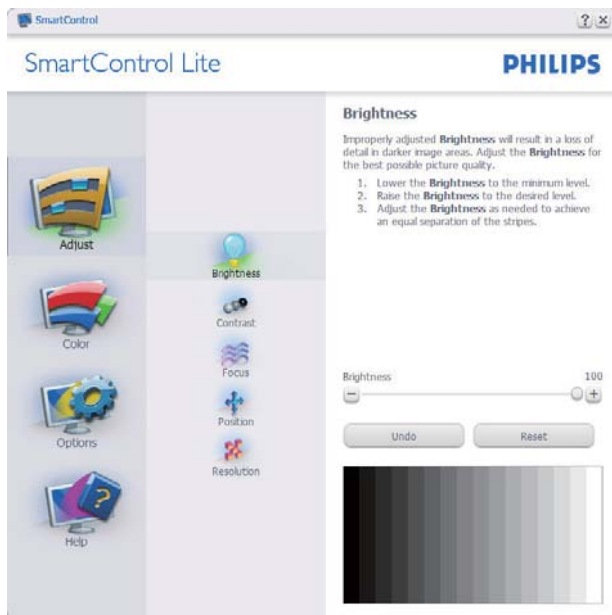 SmartControl
SmartControl Lite
PHILIPS
Adjust
Color
Options
Help
Brightness
Contrast
Focus
Position
Resolution
Brightness
Improperly adjusted Brightness will result in a loss of
detail in darker image areas. Adjust the Brightness for
the best possible picture quality.
1. Lower the Brightness to the minimum level.
2. Raise the Brightness to the desired level.
3. Adjust the Brightness as needed to achieve
an equal separation of the stripes.
Brightness 100
Undo Reset